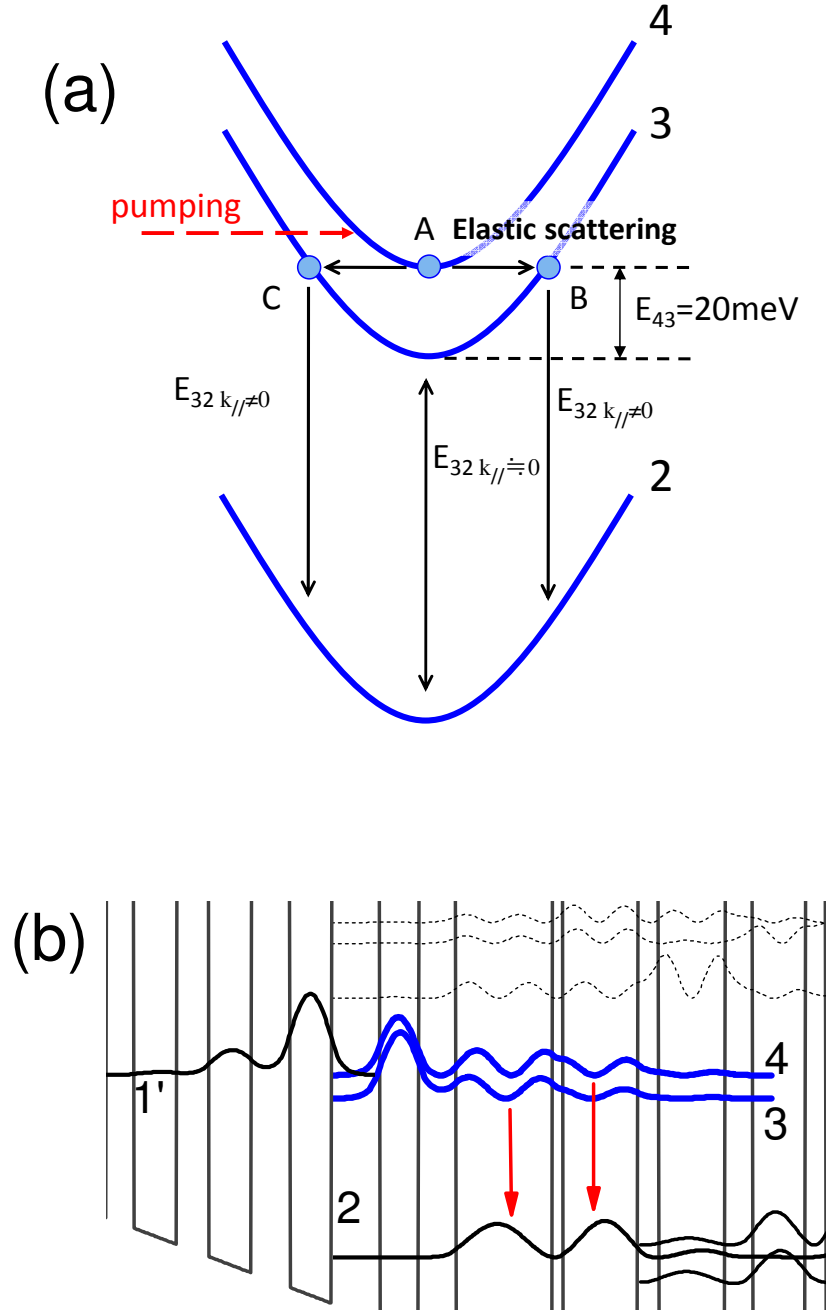 (a)
4
3
pumping
A
Elastic scattering
C
B
E43=20meV
E32 k//≠0
E32 k//≒0
E32 k//≠0
2
(b)
1'
4
3
2